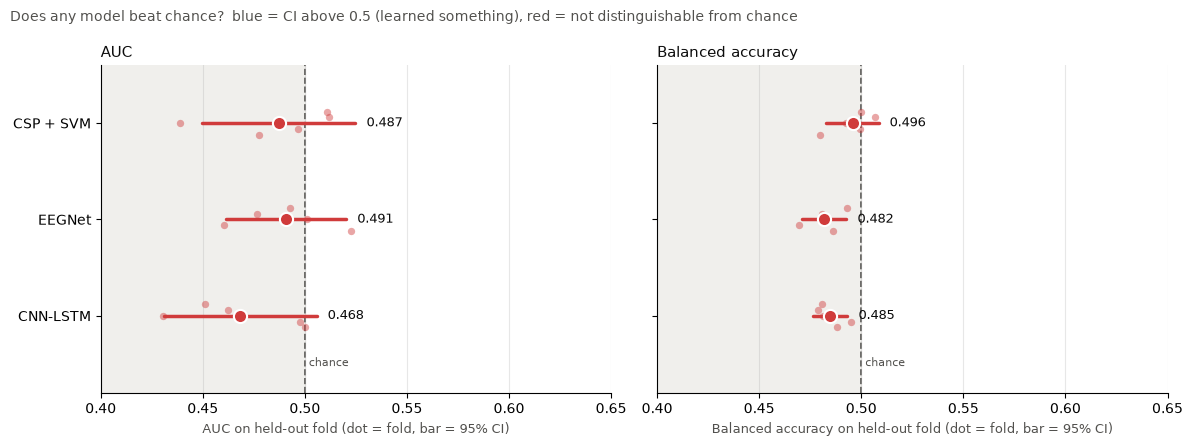 Does any model beat chance?  blue = CI above 0.5 (learned something), red = not distinguishable from chance
AUC
CSP + SVM
EEGNet
CNN-LSTM
0.487
0.491
0.468
chance
0.40 0.45 0.50 0.55 0.60 0.65
AUC on held-out fold (dot = fold, bar = 95% CI)
Balanced accuracy
0.496
0.482
0.485
chance
0.40 0.45 0.50 0.55 0.60 0.65
Balanced accuracy on held-out fold (dot = fold, bar = 95% CI)